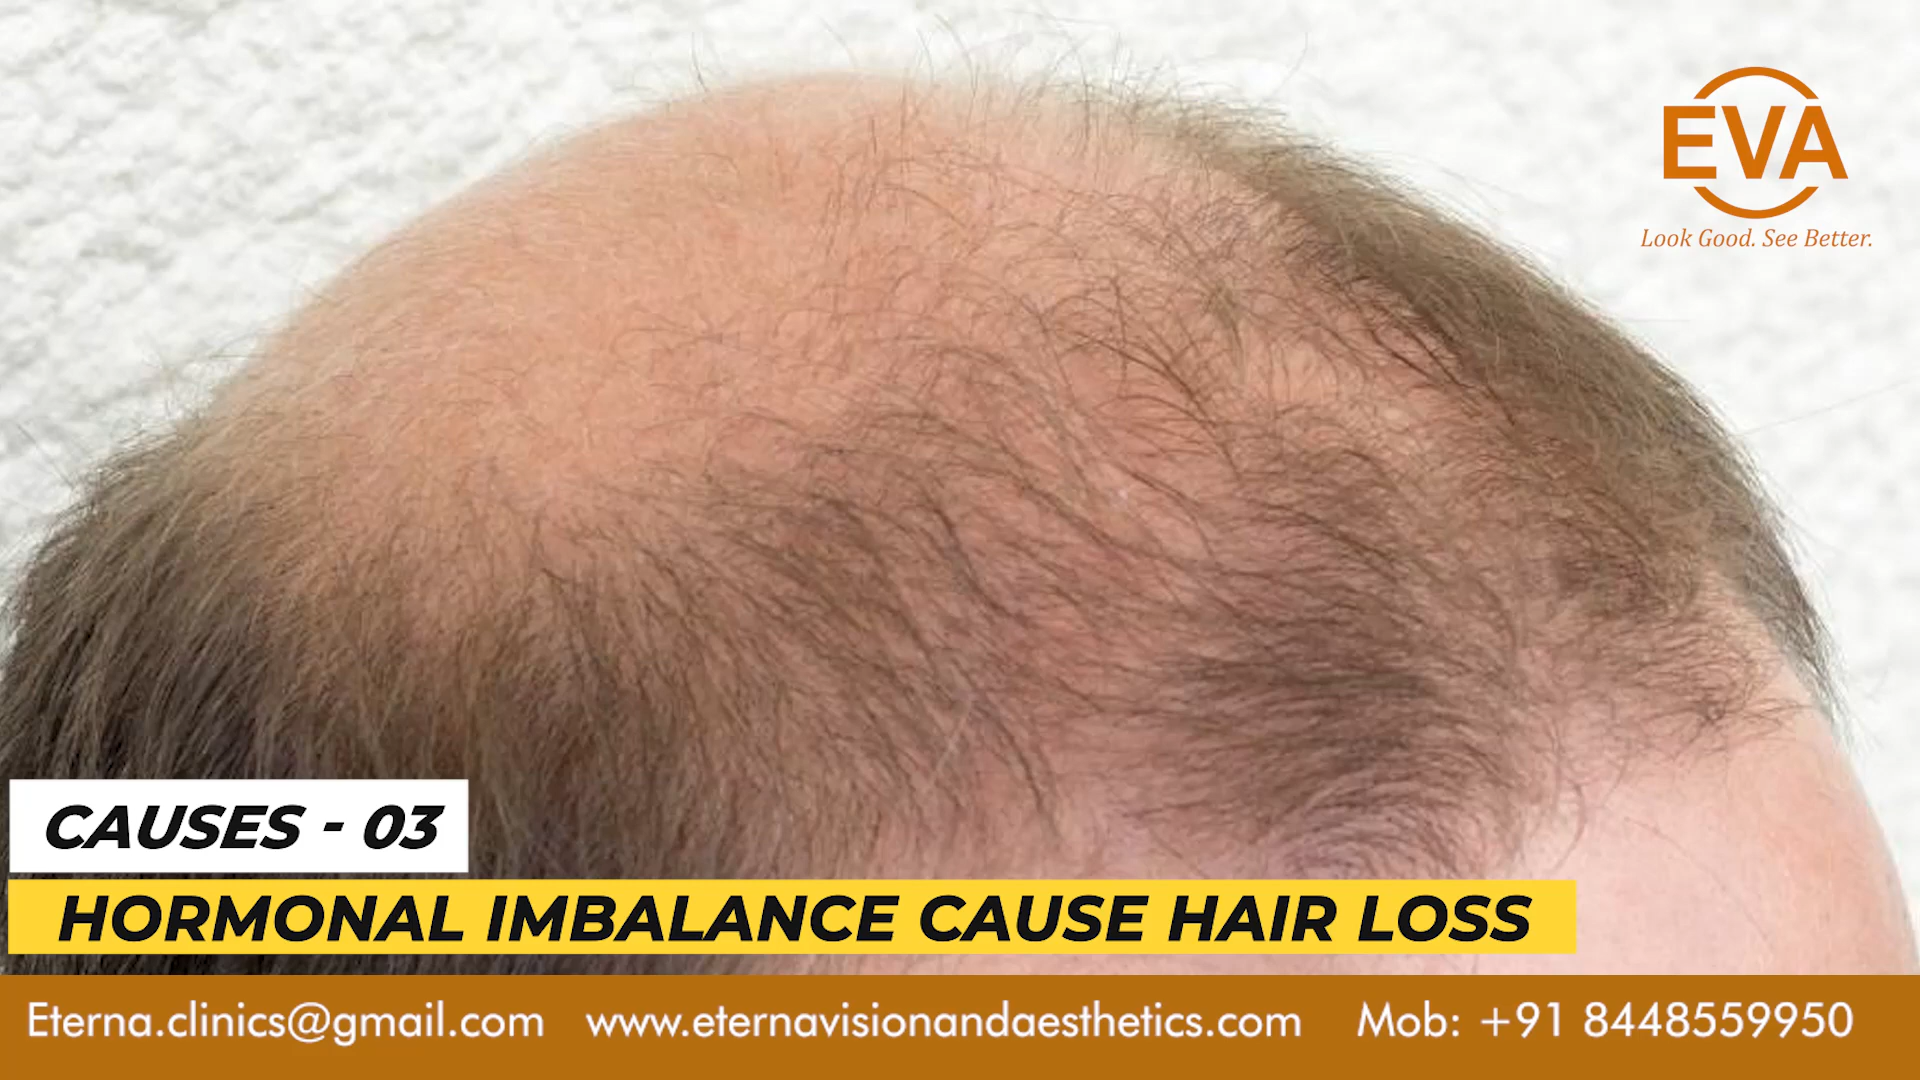 EVA
Look Good. See Better.
CAUSES - 03
HORMONAL IMBALANCE CAUSE HAIR LOSS
Eterna.clinics@gmail.com www.eternavisionandaesthetics.com Mob: +91 8448559950